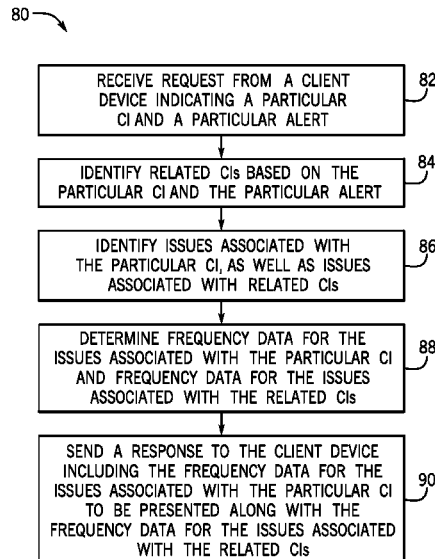 80
RECEIVE REQUEST FROM A CLIENT
DEVICE INDICATING A PARTICULAR
CI AND A PARTICULAR ALERT
82
IDENTIFY RELATED CIs BASED ON THE
PARTICULAR CI AND THE PARTICULAR ALERT
84
IDENTIFY ISSUES ASSOCIATED WITH
THE PARTICULAR CI, AS WELL AS ISSUES
ASSOCIATED WITH RELATED CIs
86
DETERMINE FREQUENCY DATA FOR THE
ISSUES ASSOCIATED WITH THE PARTICULAR CI
AND FREQUENCY DATA FOR THE ISSUES
ASSOCIATED WITH THE RELATED CIs
88
SEND A RESPONSE TO THE CLIENT DEVICE
INCLUDING THE FREQUENCY DATA FOR THE
ISSUES ASSOCIATED WITH THE PARTICULAR CI
TO BE PRESENTED ALONG WITH THE
FREQUENCY DATA FOR THE ISSUES ASSOCIATED
WITH THE RELATED CIs
90